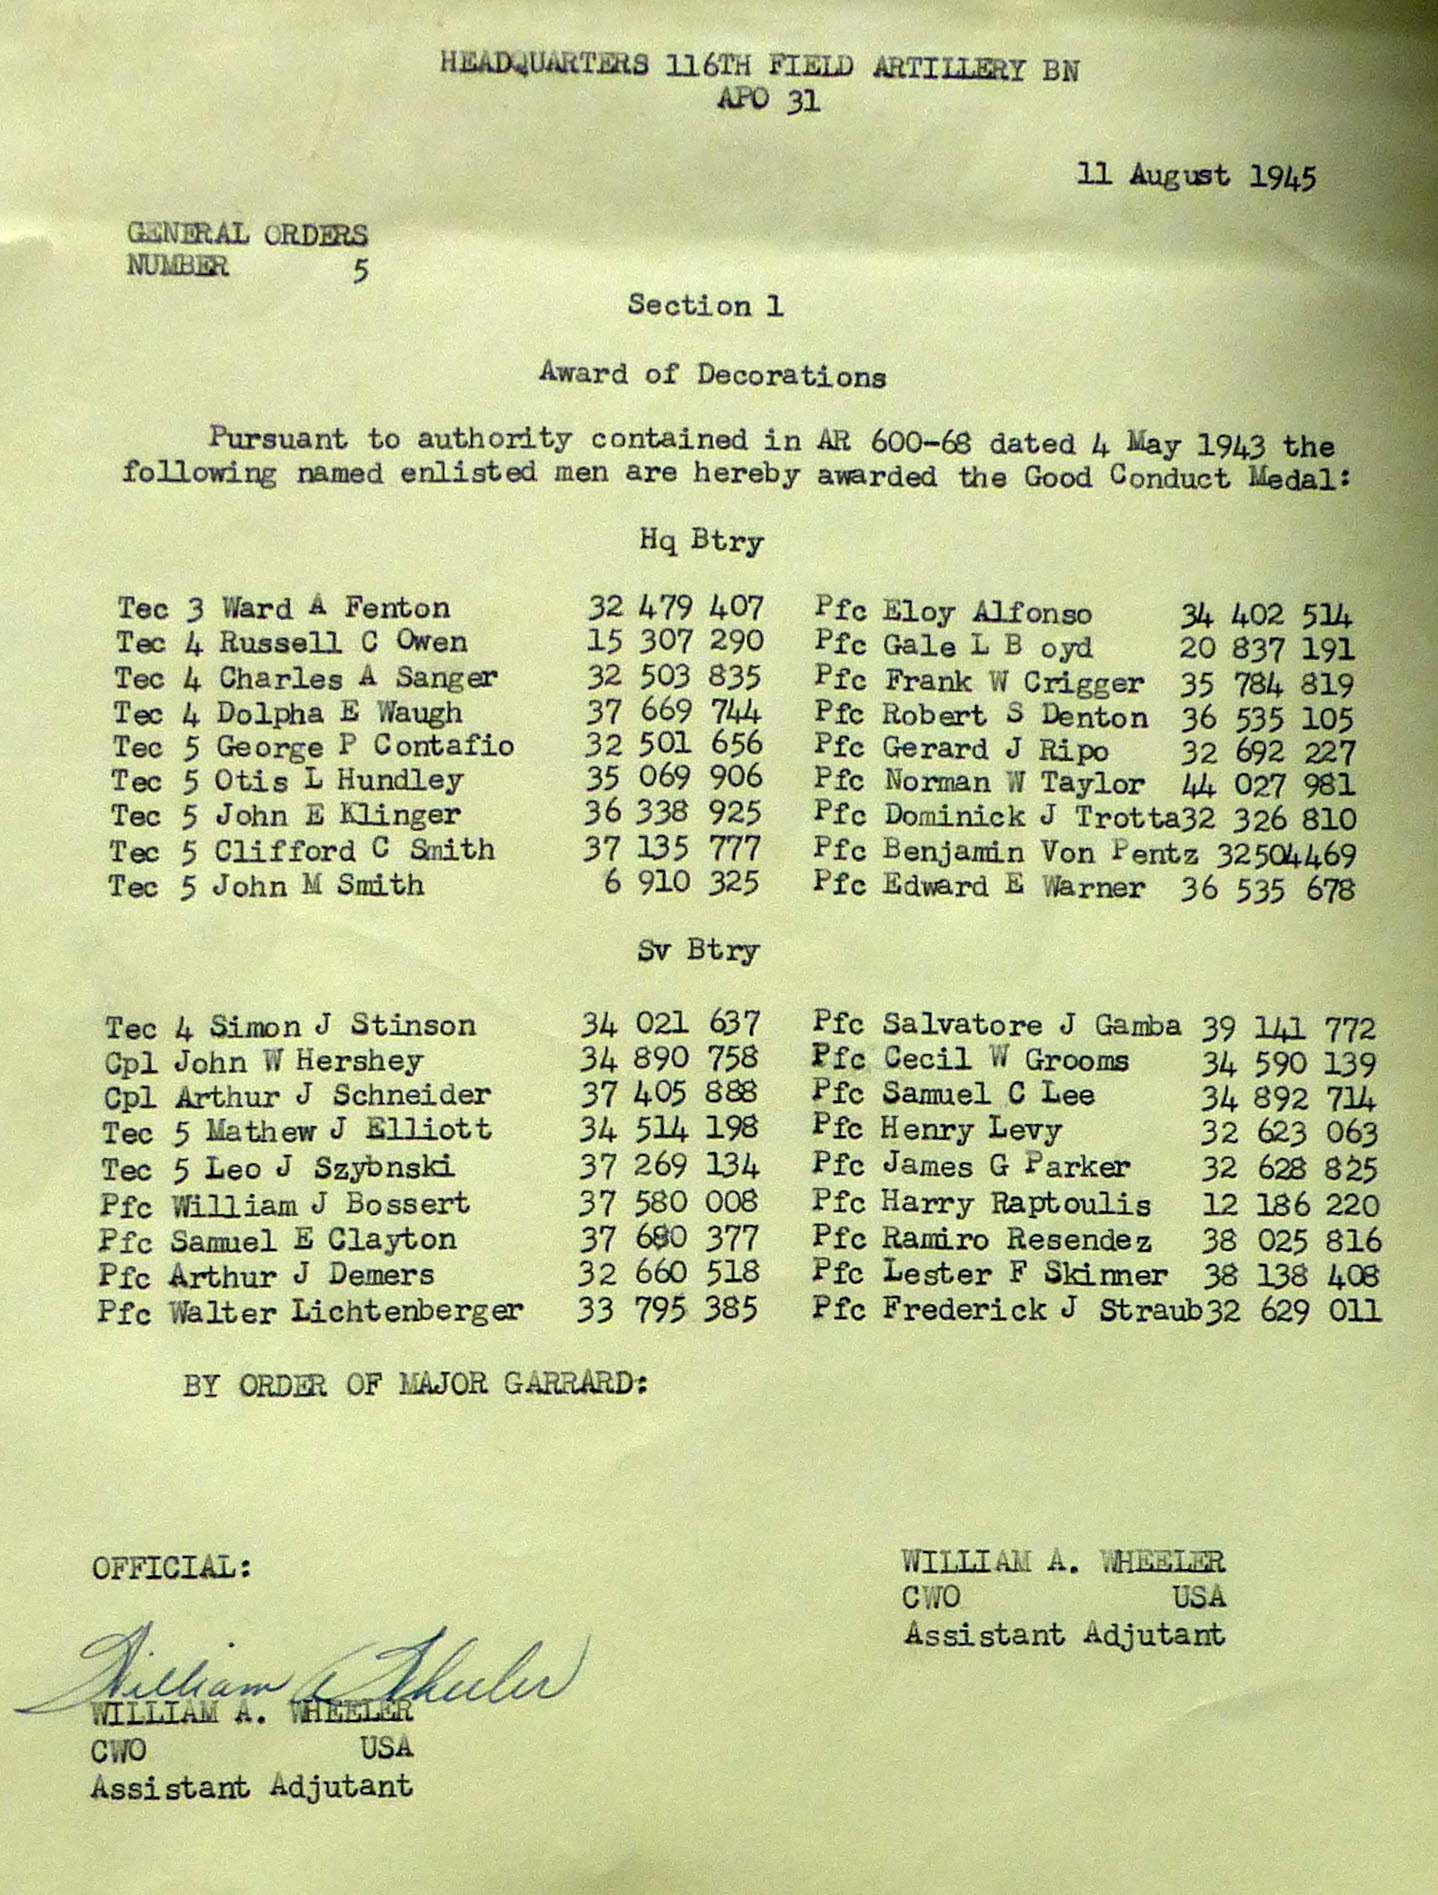 HEADQUARTERS 116TH FIELD ARTILLERY BN
APO 31
11 August 1945
GENERAL ORDERS
NUMBER 5
Section 1
Award of Decorations
Pursuant to authority contained in AR 600-68 dated 4 May 1943 the
following named enlisted men are hereby awarded the Good Conduct Medal:
Hq Btry
Tec 3 Ward A Fenton 32 479 407 Pfc Eloy Alfonso 34 402 514
Tec 4 Russell C Owen 15 307 290 Pfc Gale L B oyd 20 837 191
Tec 4 Charles A Sanger 32 503 835 Pfc Frank W Crigger 35 784 819
Tec 4 Dolpha E Waugh 37 669 744 Pfc Robert S Denton 36 535 105
Tec 5 George P Contafio 32 501 656 Pfc Gerard J Ripo 32 692 227
Tec 5 Otis L Hundley 35 069 906 Pfc Norman W Taylor 44 027 981
Tec 5 John E Klinger 36 338 925 Pfc Dominick J Trotta32 326 810
Tec 5 Clifford C Smith 37 135 777 Pfc Benjamin Von Pentz 32504469
Tec 5 John M Smith 6 910 325 Pfc Edward E Warner 36 535 678
Sv Btry
Tec 4 Simon J Stinson 34 021 637 Pfc Salvatore J Gamba 39 141 772
Cpl John W Hershey 34 890 758 Pfc Cecil W Grooms 34 590 139
Cpl Arthur J Schneider 37 405 888 Pfc Samuel C Lee 34 892 714
Tec 5 Mathew J Elliott 34 514 198 Pfc Henry Levy 32 623 063
Tec 5 Leo J Szybnski 37 269 134 Pfc James G Parker 32 628 825
Pfc William J Bossert 37 580 008 Pfc Harry Raptoulis 12 186 220
Pfc Samuel E Clayton 37 680 377 Pfc Ramiro Resendez 38 025 816
Pfc Arthur J Demers 32 660 518 Pfc Lester F Skinner 38 138 408
Pfc Walter Lichtenberger 33 795 385 Pfc Frederick J Straub32 629 011
BY ORDER OF MAJOR GARRARD:
WILLIAM A. WHEELER
CWO USA
Assistant Adjutant
OFFICIAL:
William A Wheeler
WILLIAM A. WHEELER
CWO USA
Assistant Adjutant